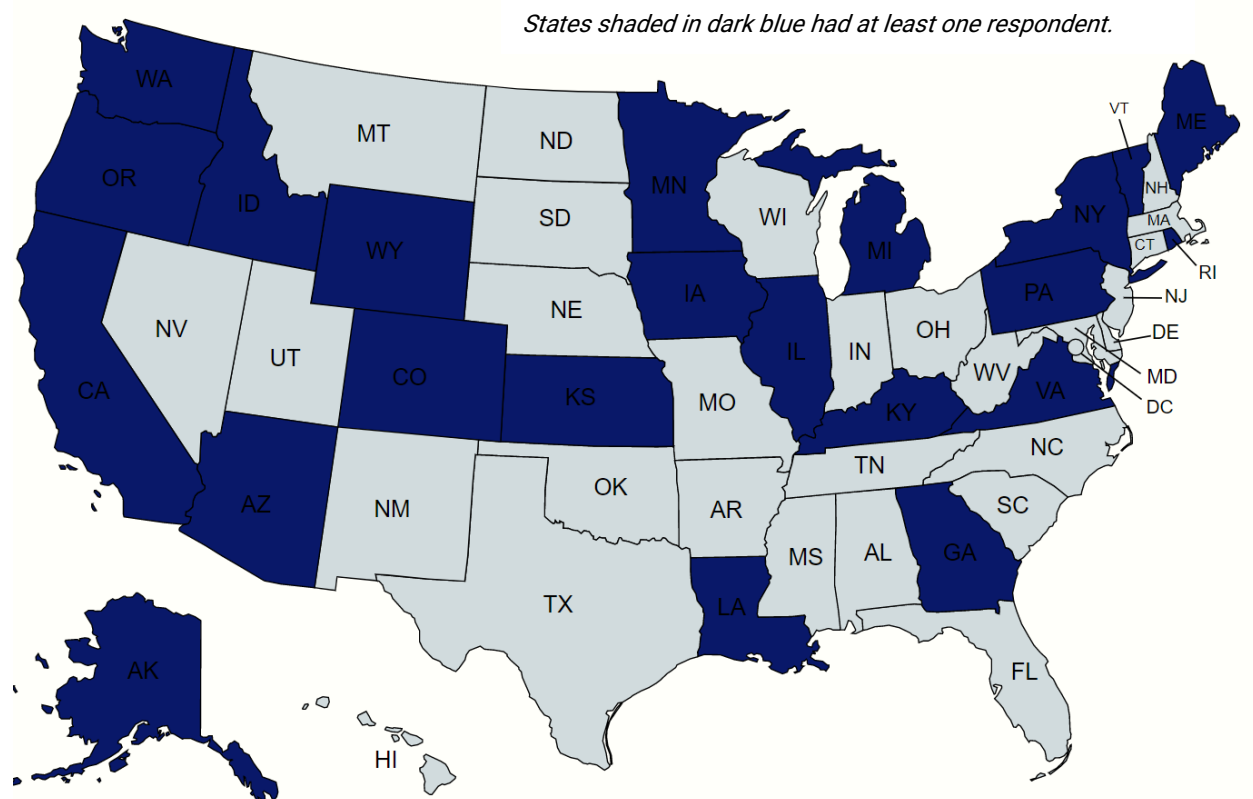 States shaded in dark blue had at least one respondent.
WA
MT
ND
MN
VT
ME
OR
ID
SD
WI
NH
NY
MA
WY
MI
CT
RI
IA
PA
NJ
NE
NV
OH
DE
UT
IL
IN
CO
WV
MD
CA
KS
VA
DC
MO
KY
NC
TN
OK
AZ
NM
AR
SC
MS
AL
GA
TX
LA
AK
FL
HI